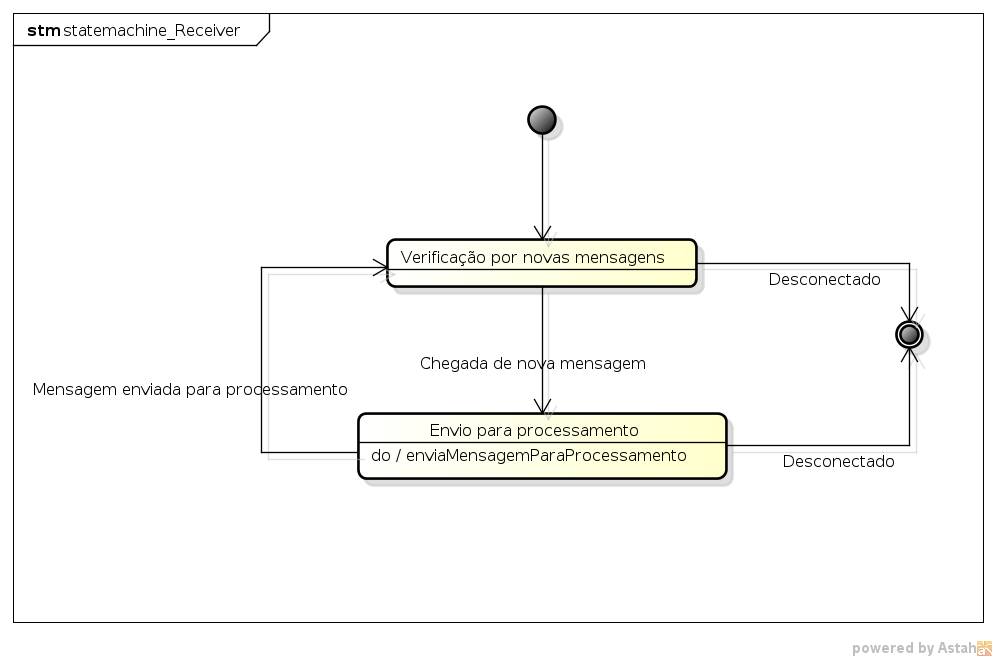 stm statemachine_Receiver
Verificação por novas mensagens
Desconectado
Chegada de nova mensagem
Mensagem enviada para processamento
Envio para processamento
do / enviaMensagemParaProcessamento
Desconectado
powered by Astah